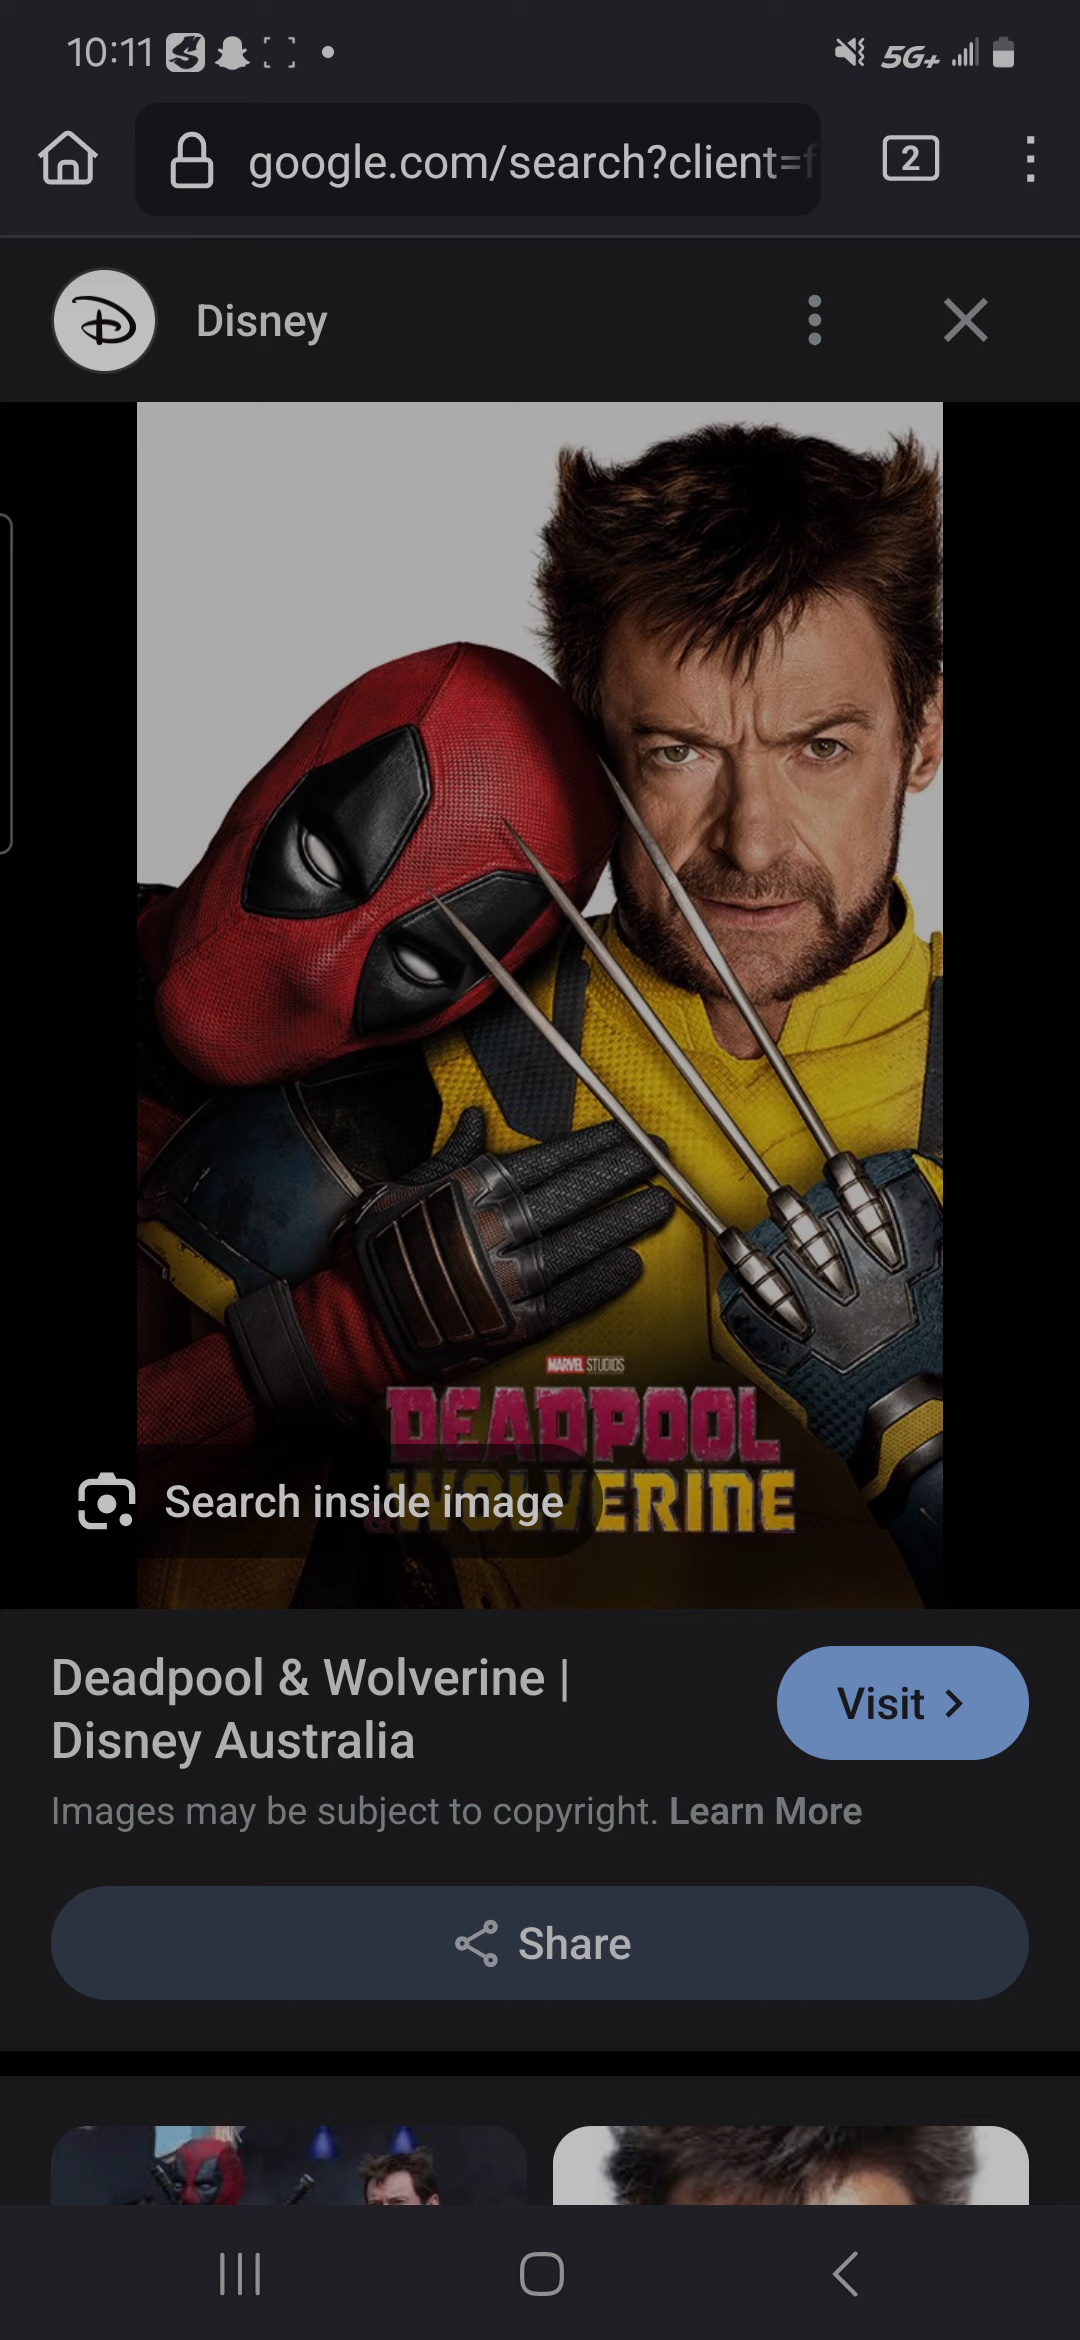 10:11
5G+
google.com/search?client=f
2
Disney
MARVEL STUDIOS
DEADPOOL
& WOLVERINE
Search inside image
Deadpool & Wolverine |
Disney Australia
Visit
Images may be subject to copyright. Learn More
Share